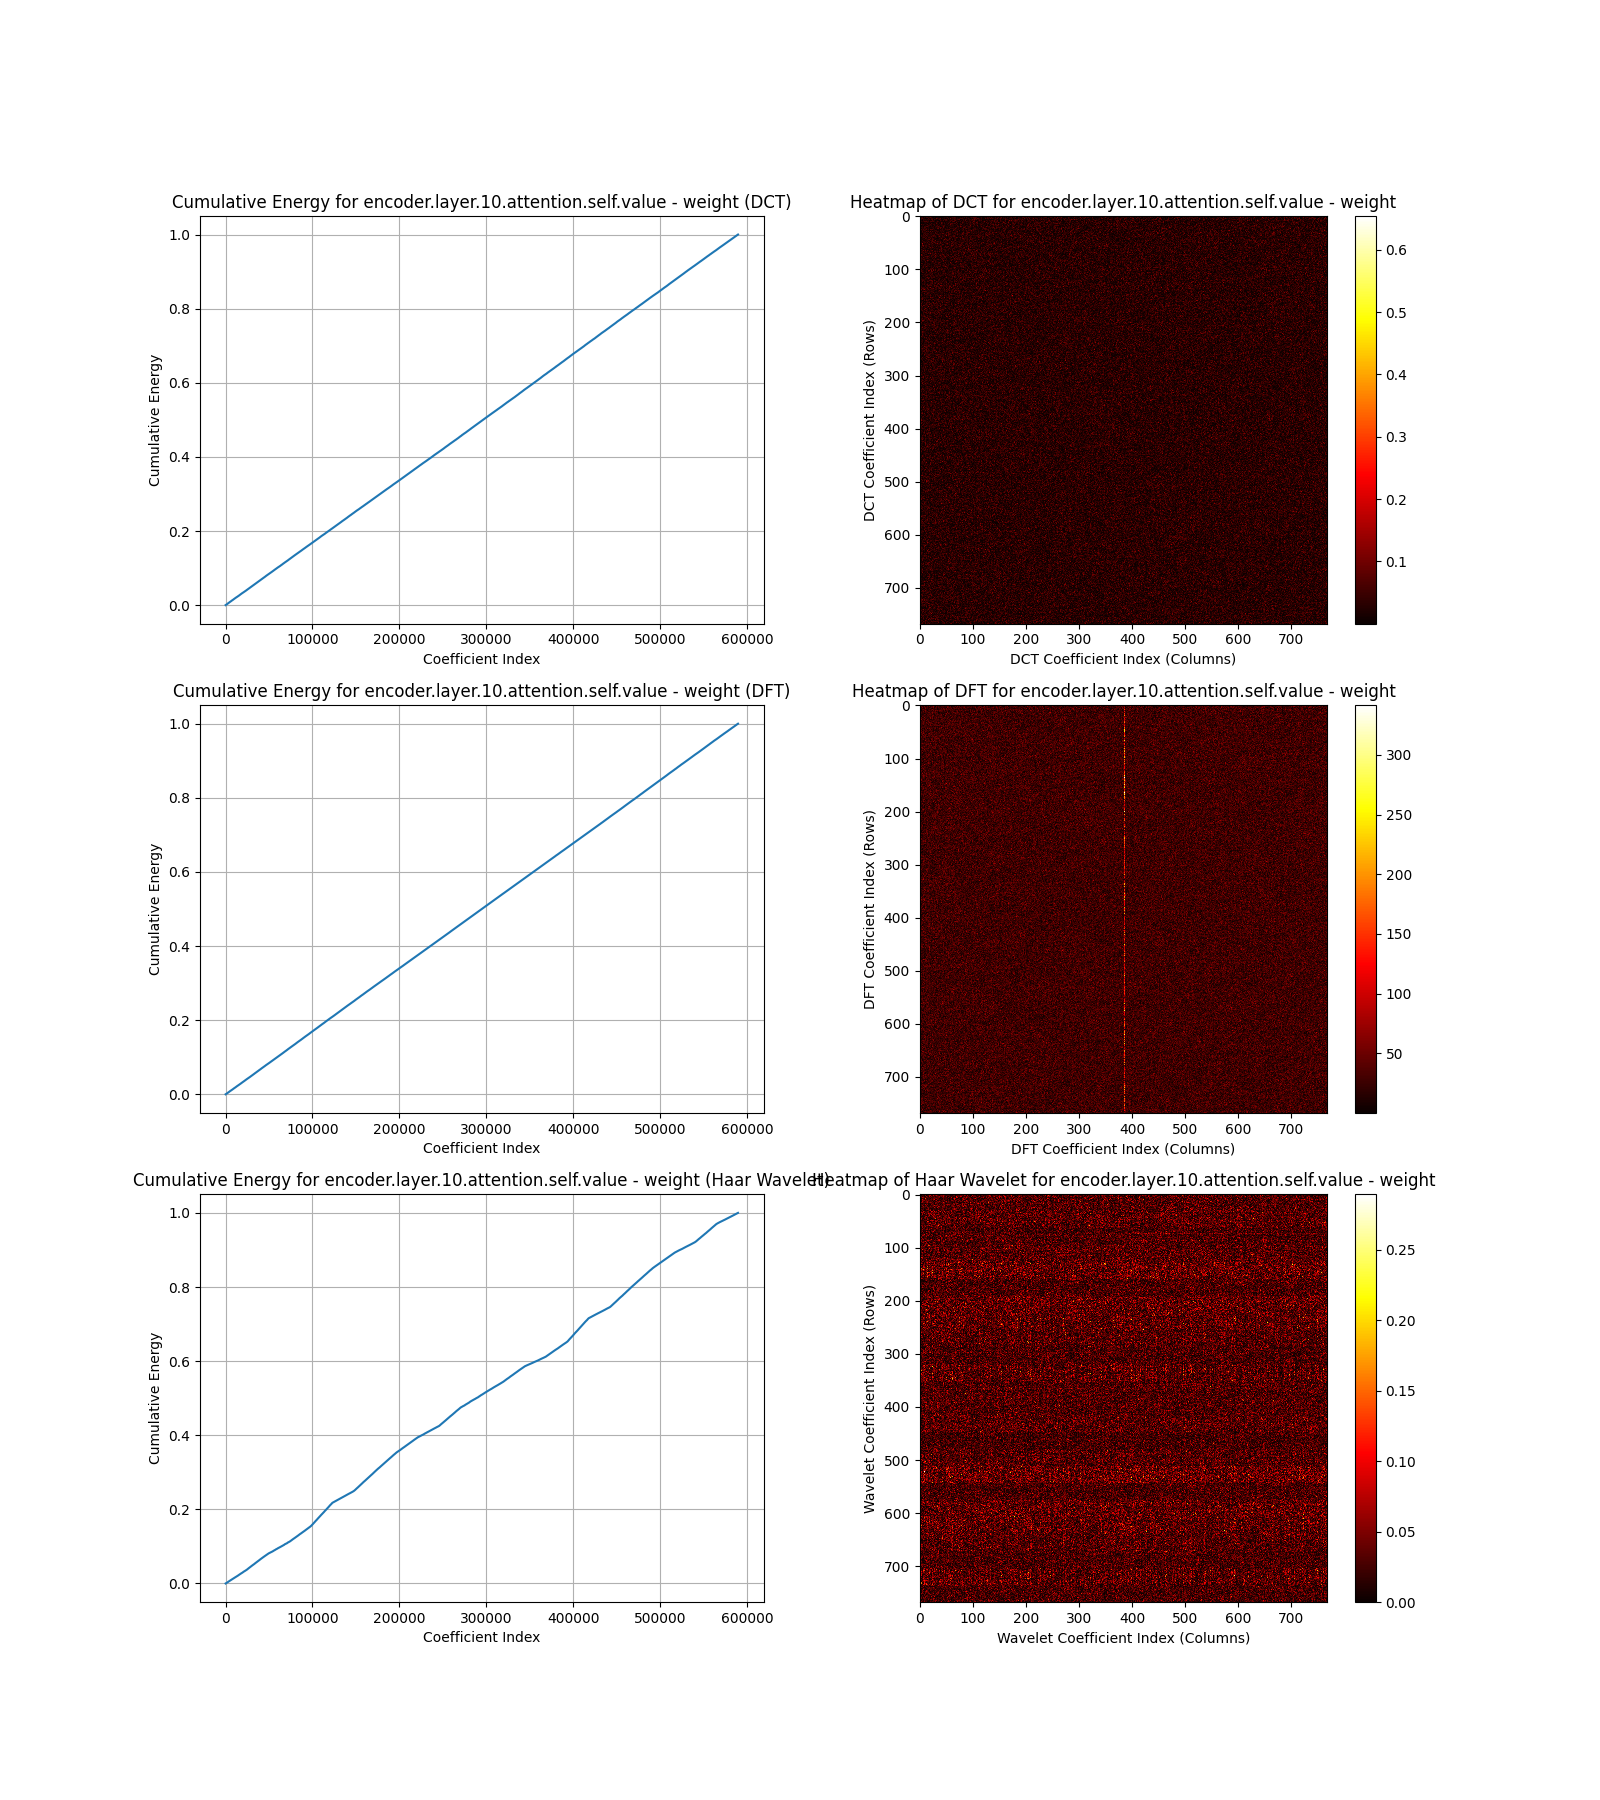 Cumulative Energy for encoder.layer.10.attention.self.value - weight (DCT)
1.0
0.8
0.6
0.4
0.2
0.0
Cumulative Energy
0 100000 200000 300000 400000 500000 600000
Coefficient Index
Heatmap of DCT for encoder.layer.10.attention.self.value - weight
0
100
200
300
400
500
600
700
DCT Coefficient Index (Rows)
0 100 200 300 400 500 600 700
DCT Coefficient Index (Columns)
0.6
0.5
0.4
0.3
0.2
0.1
Cumulative Energy for encoder.layer.10.attention.self.value - weight (DFT)
1.0
0.8
0.6
0.4
0.2
0.0
Cumulative Energy
0 100000 200000 300000 400000 500000 600000
Coefficient Index
Heatmap of DFT for encoder.layer.10.attention.self.value - weight
0
100
200
300
400
500
600
700
DFT Coefficient Index (Rows)
0 100 200 300 400 500 600 700
DFT Coefficient Index (Columns)
300
250
200
150
100
50
Cumulative Energy for encoder.layer.10.attention.self.value - weight (Haar Wavelet)
1.0
0.8
0.6
0.4
0.2
0.0
Cumulative Energy
0 100000 200000 300000 400000 500000 600000
Coefficient Index
Heatmap of Haar Wavelet for encoder.layer.10.attention.self.value - weight
0
100
200
300
400
500
600
700
Wavelet Coefficient Index (Rows)
0 100 200 300 400 500 600 700
Wavelet Coefficient Index (Columns)
0.25
0.20
0.15
0.10
0.05
0.00